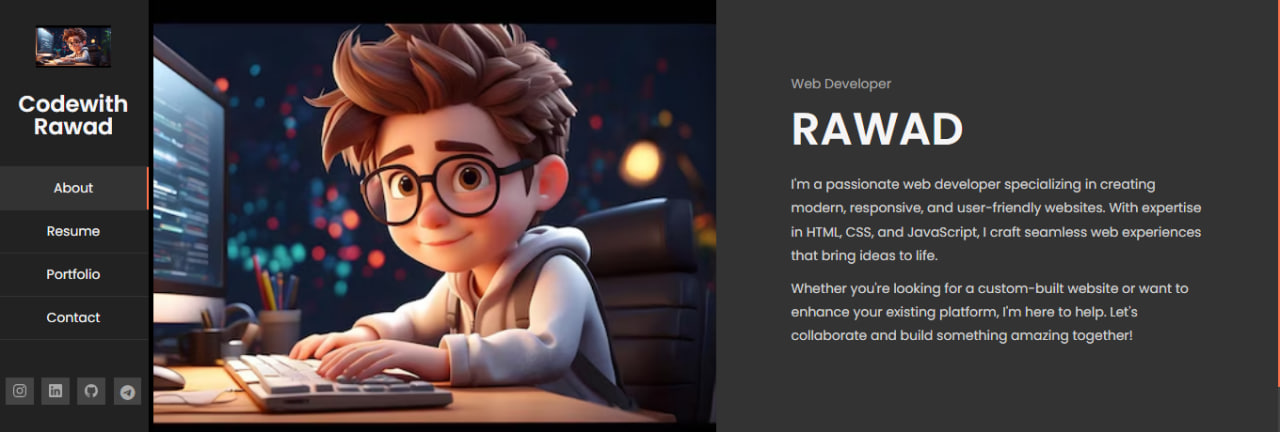 Codewith
Rawad
About
Resume
Portfolio
Contact
Web Developer
RAWAD
I'm a passionate web developer specializing in creating
modern, responsive, and user-friendly websites. With expertise
in HTML, CSS, and JavaScript, I craft seamless web experiences
that bring ideas to life.
Whether you're looking for a custom-built website or want to
enhance your existing platform, I'm here to help. Let's
collaborate and build something amazing together!